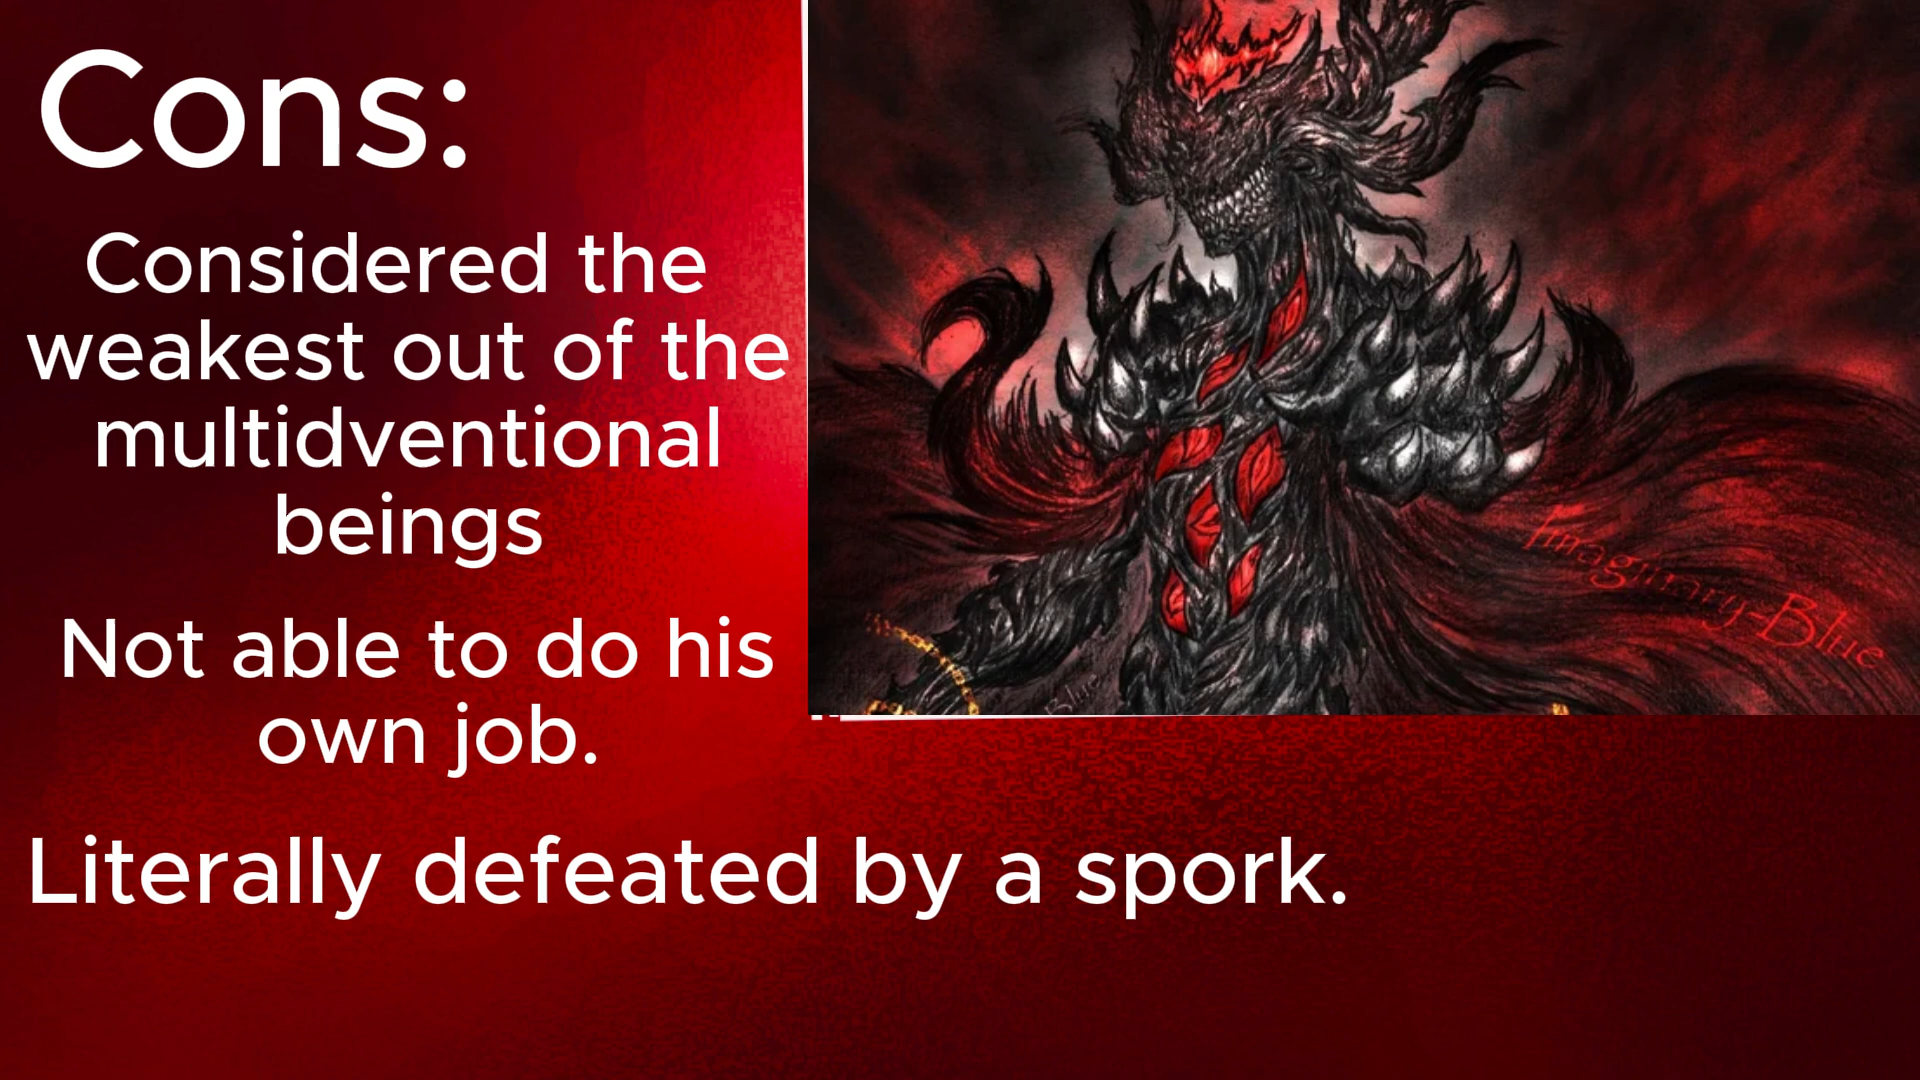 Cons:
Considered the
weakest out of the
multidventional
beings
Not able to do his
own job.
Literally defeated by a spork.
Imaginary-Blue
Blue